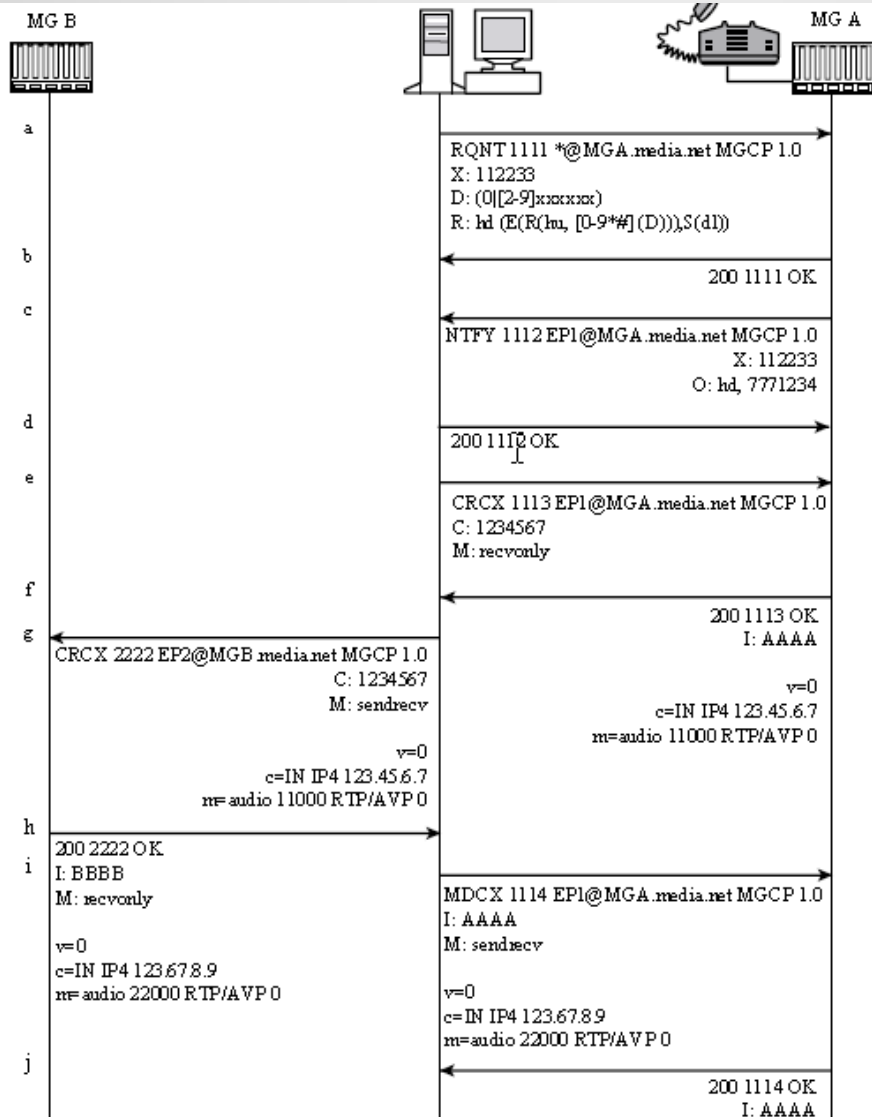 MG B
MG A
a
RQNT 1111 *@MGA.media.net MGCP 1.0
X: 112233
D: (0|[2-9]xxxxxx)
R: hd (E(R(hu, [0-9*#] (D))),S(dl))
b
200 1111 OK
c
NTFY 1112 EP1@MGA.media.net MGCP 1.0
X: 112233
O: hd, 7771234
d
200 1112 OK
e
CRCX 1113 EP1@MGA.media.net MGCP 1.0
C: 1234567
M: recvonly
f
200 1113 OK
I: AAAA
v=0
c=IN IP4 123.45.6.7
m=audio 11000 RTP/AVP 0
g
CRCX 2222 EP2@MGB.media.net MGCP 1.0
C: 1234567
M: sendrecv
v=0
c=IN IP4 123.45.6.7
m=audio 11000 RTP/AVP 0
h
200 2222 OK
I: BBBB
M: recvonly
v=0
c=IN IP4 123.67.8.9
m=audio 22000 RTP/AVP 0
i
MDCX 1114 EP1@MGA.media.net MGCP 1.0
I: AAAA
M: sendrecv
v=0
c=IN IP4 123.67.8.9
m=audio 22000 RTP/AVP 0
j
200 1114 OK
I: AAAA